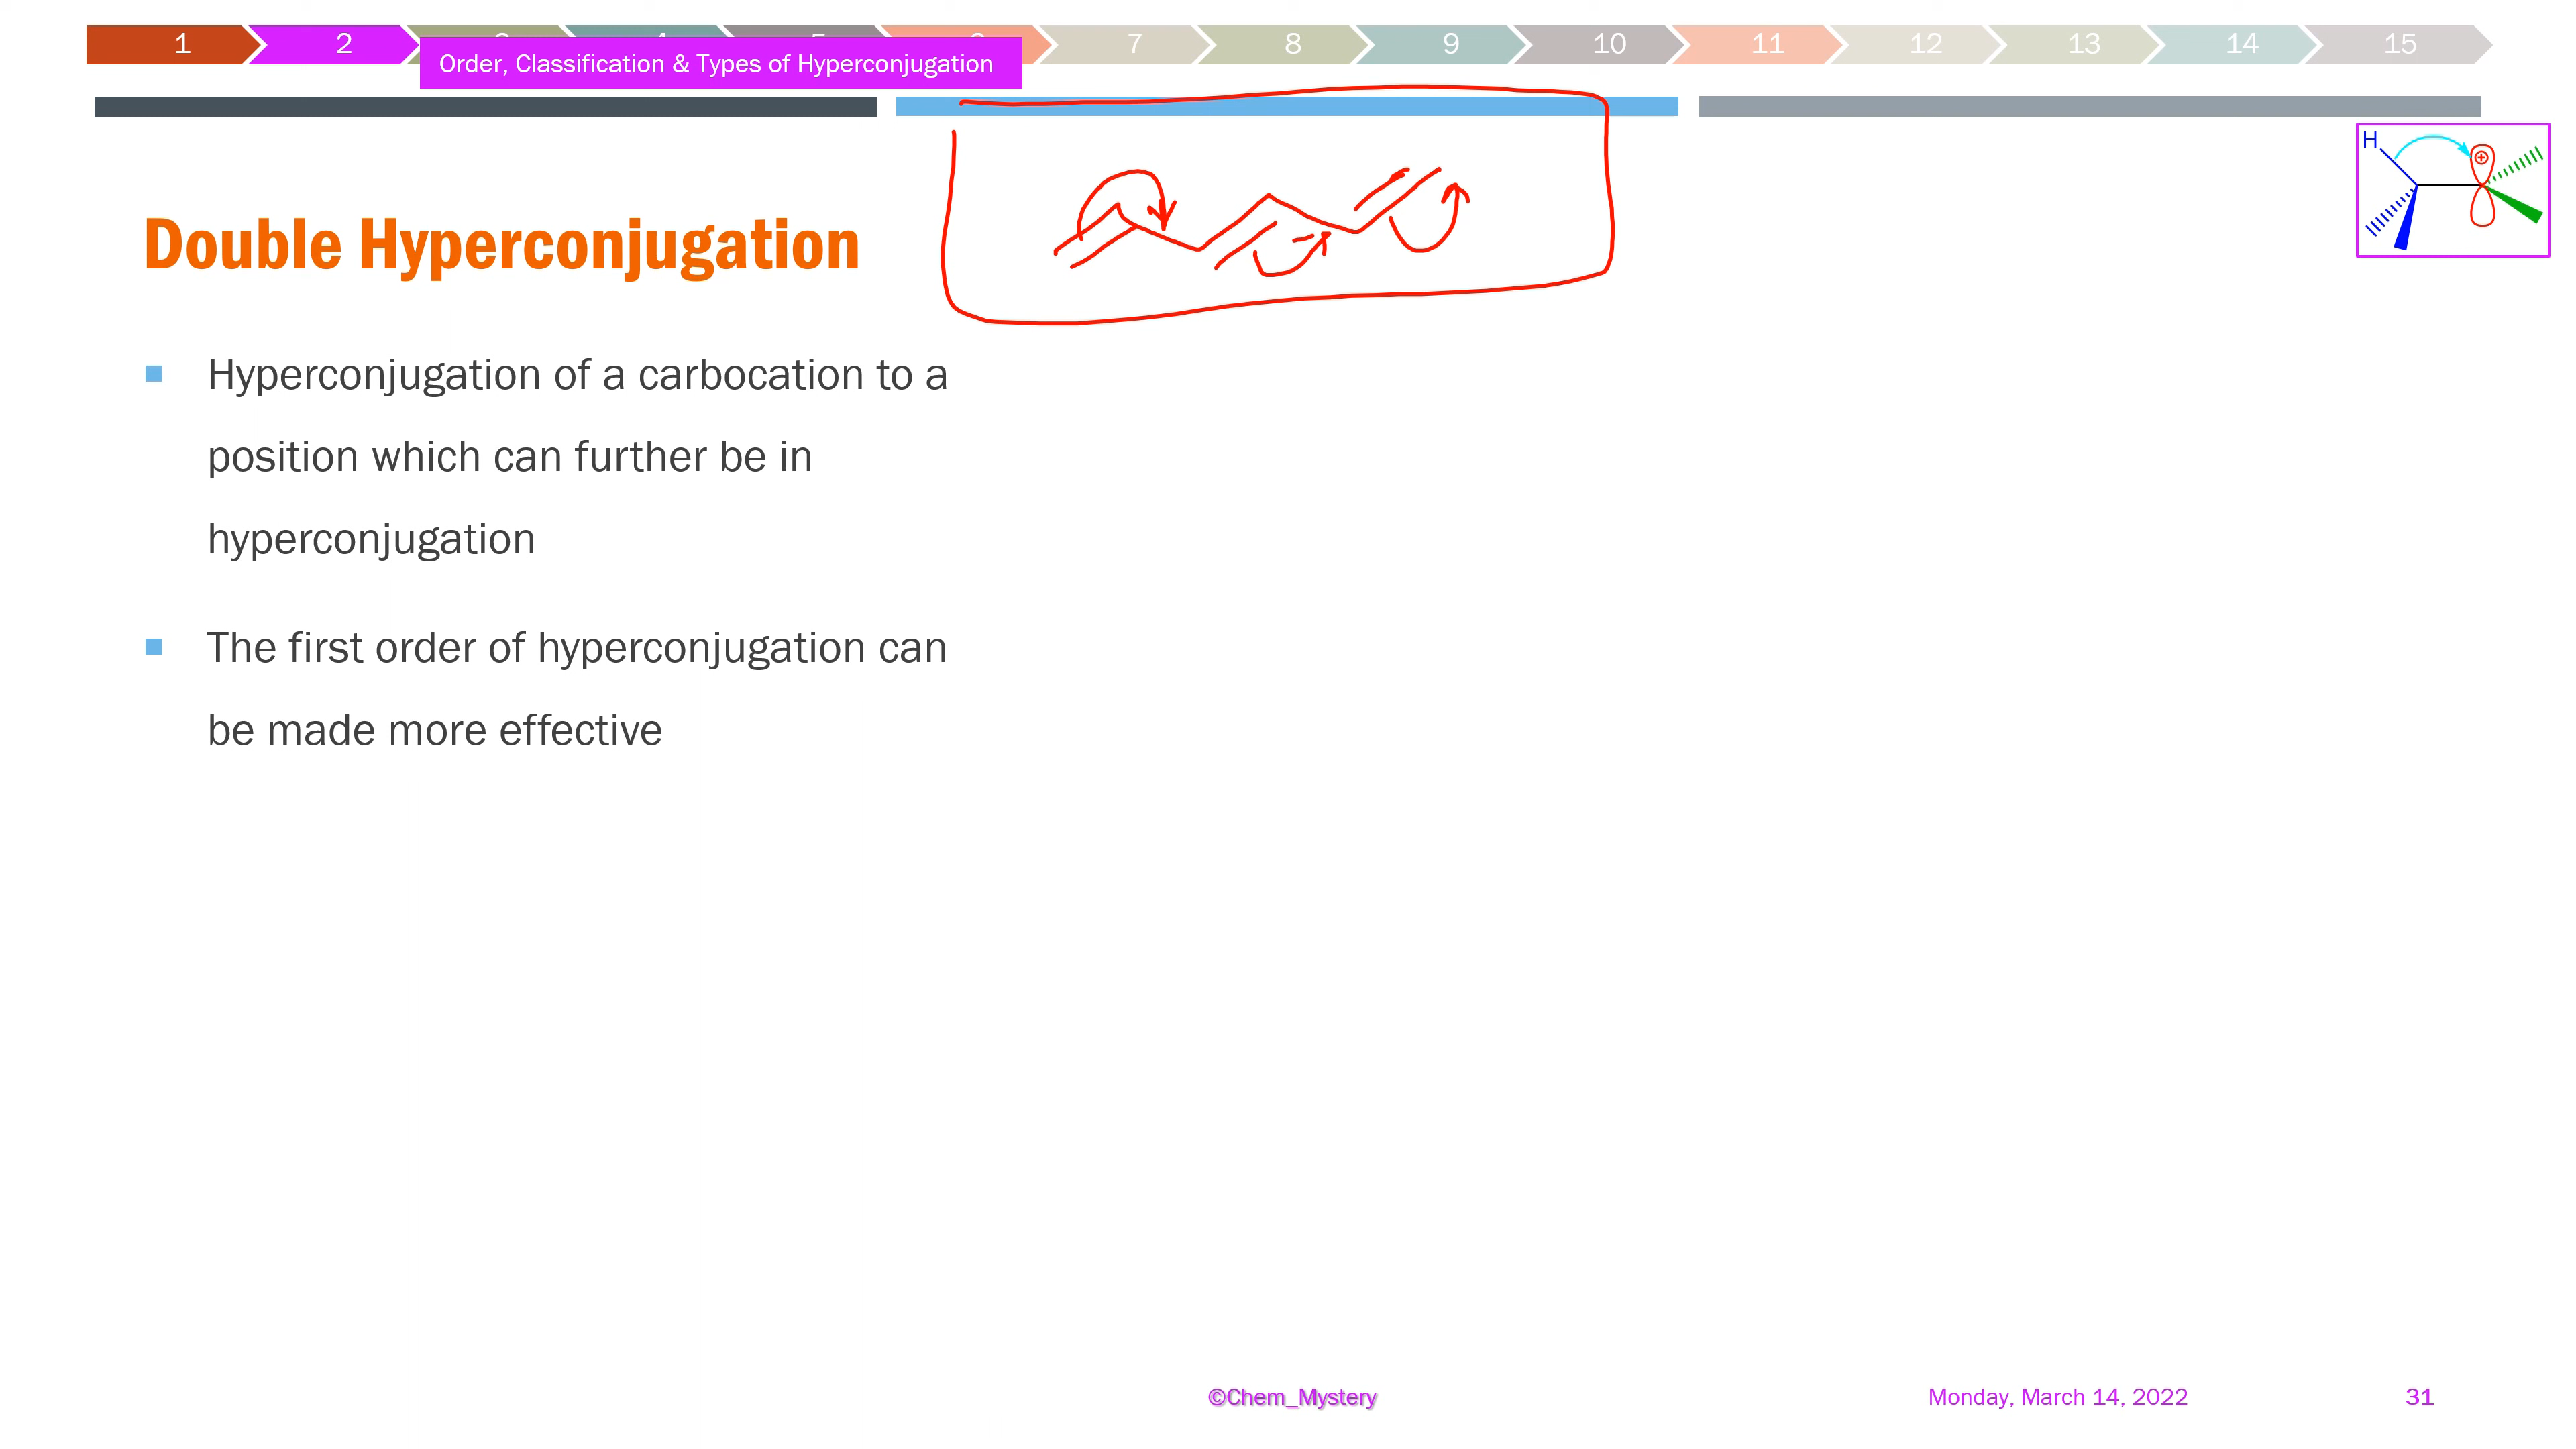 1 2 7 8 9 10 11 12 13 14 15
Order, Classification & Types of Hyperconjugation
H
Double Hyperconjugation
Hyperconjugation of a carbocation to a
position which can further be in
hyperconjugation
The first order of hyperconjugation can
be made more effective
©Chem_Mystery
Monday, March 14, 2022
31